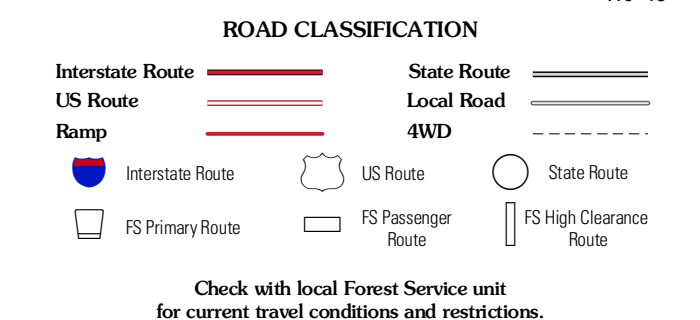 ROAD CLASSIFICATION
Interstate Route
State Route
US Route
Local Road
Ramp
4WD
Interstate Route
US Route
State Route
FS Primary Route
FS Passenger
Route
FS High Clearance
Route
Check with local Forest Service unit
for current travel conditions and restrictions.